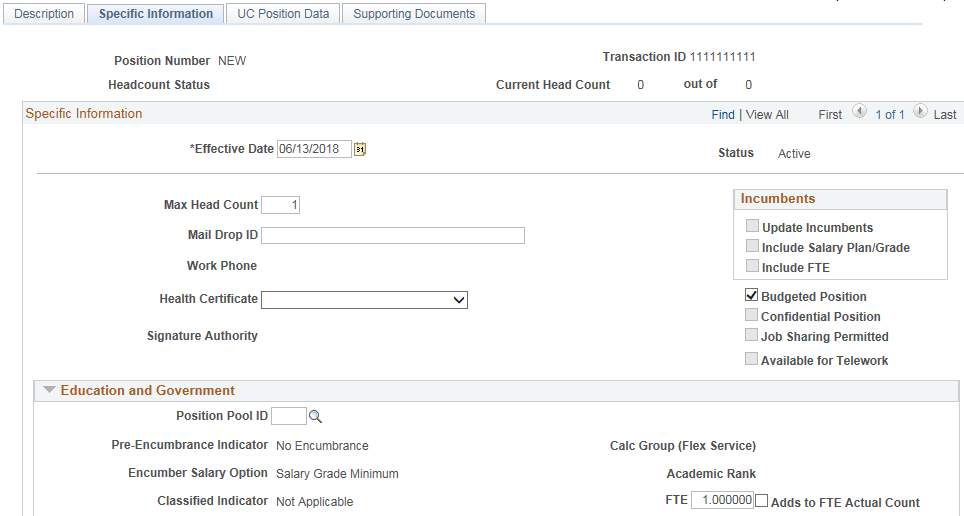 Description Specific Information UC Position Data Supporting Documents
Position Number NEW Transaction ID 1111111111
Headcount Status Current Head Count 0 out of 0
Specific Information Find | View All First 1 of 1 Last
*Effective Date 06/13/2018 31 Status Active
Max Head Count 1
Incumbents
Mail Drop ID
Update Incumbents
Include Salary Plan/Grade
Work Phone Include FTE
Health Certificate Budgeted Position
Confidential Position
Signature Authority Job Sharing Permitted
Available for Telework
Education and Government
Position Pool ID
Pre-Encumbrance Indicator No Encumbrance Calc Group (Flex Service)
Encumber Salary Option Salary Grade Minimum Academic Rank
Classified Indicator Not Applicable FTE 1.000000 Adds to FTE Actual Count